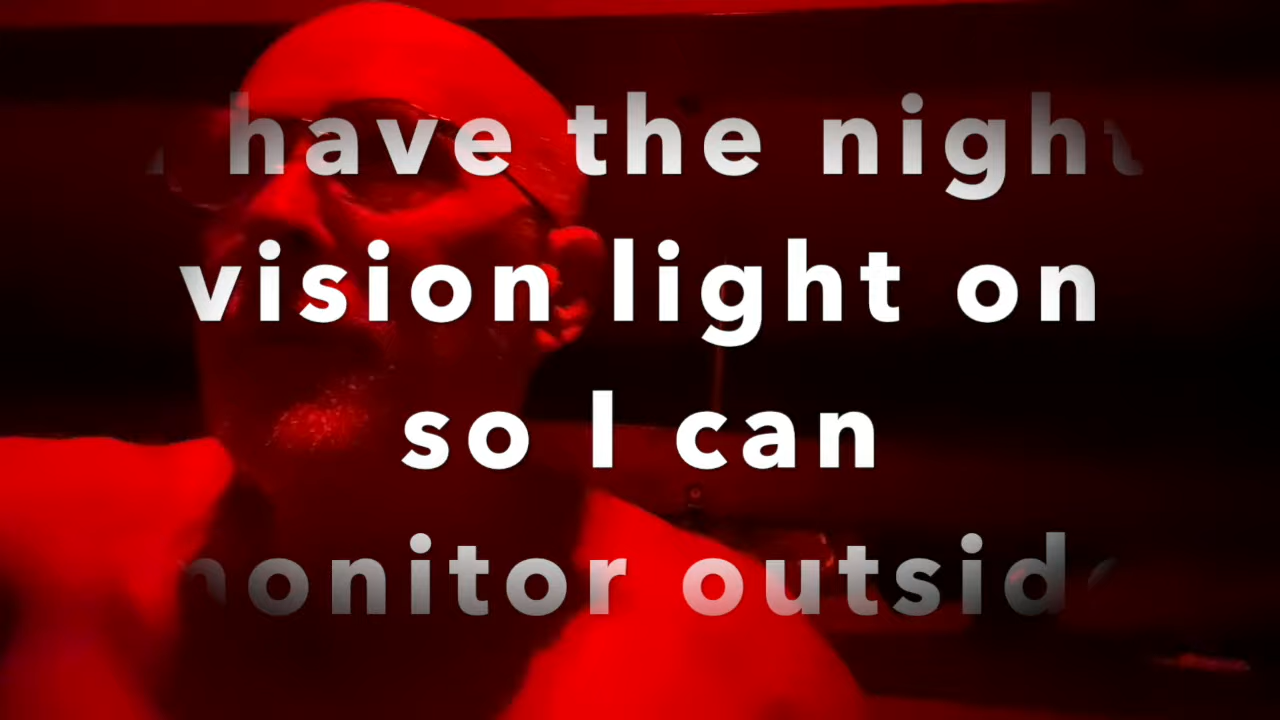 I have the night
vision light on
so I can
monitor outside